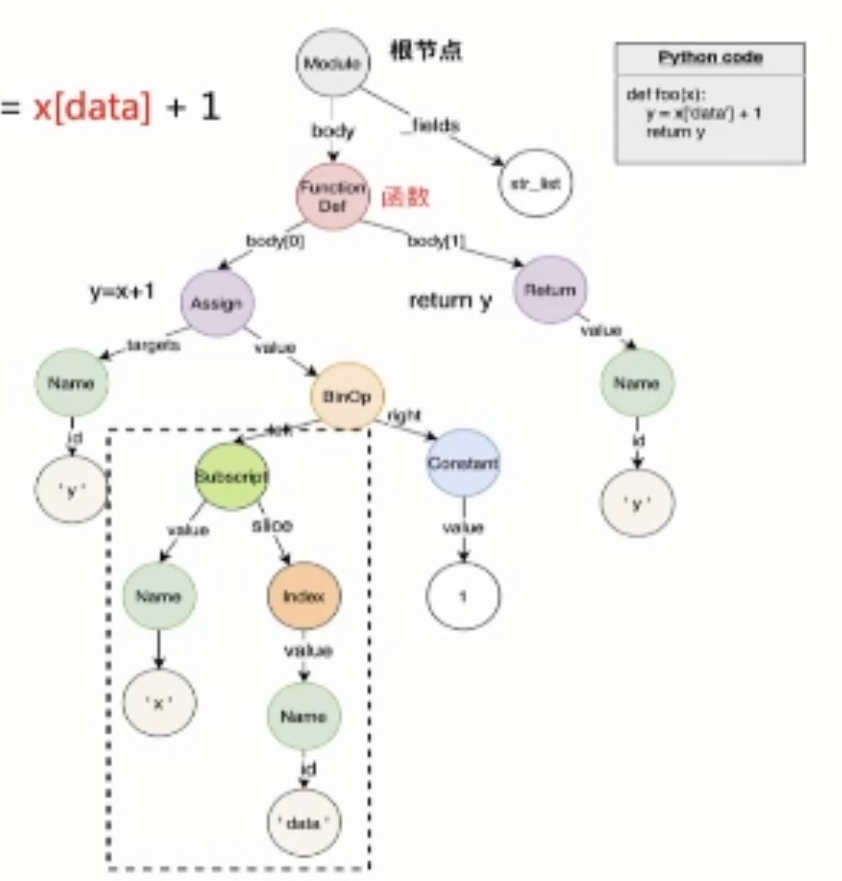 = x[data] + 1
Module
根节点
Python code
def foo(x):
y = x['data'] + 1
return y
body
_fields
Function
Def
函数
str_list
body[0]
body[1]
y=x+1
Assign
return y
Return
targets
value
value
Name
BinOp
Name
left
right
id
Subscript
Constant
id
'y'
value
slice
value
'y'
Name
Index
1
value
'x'
Name
id
'data'